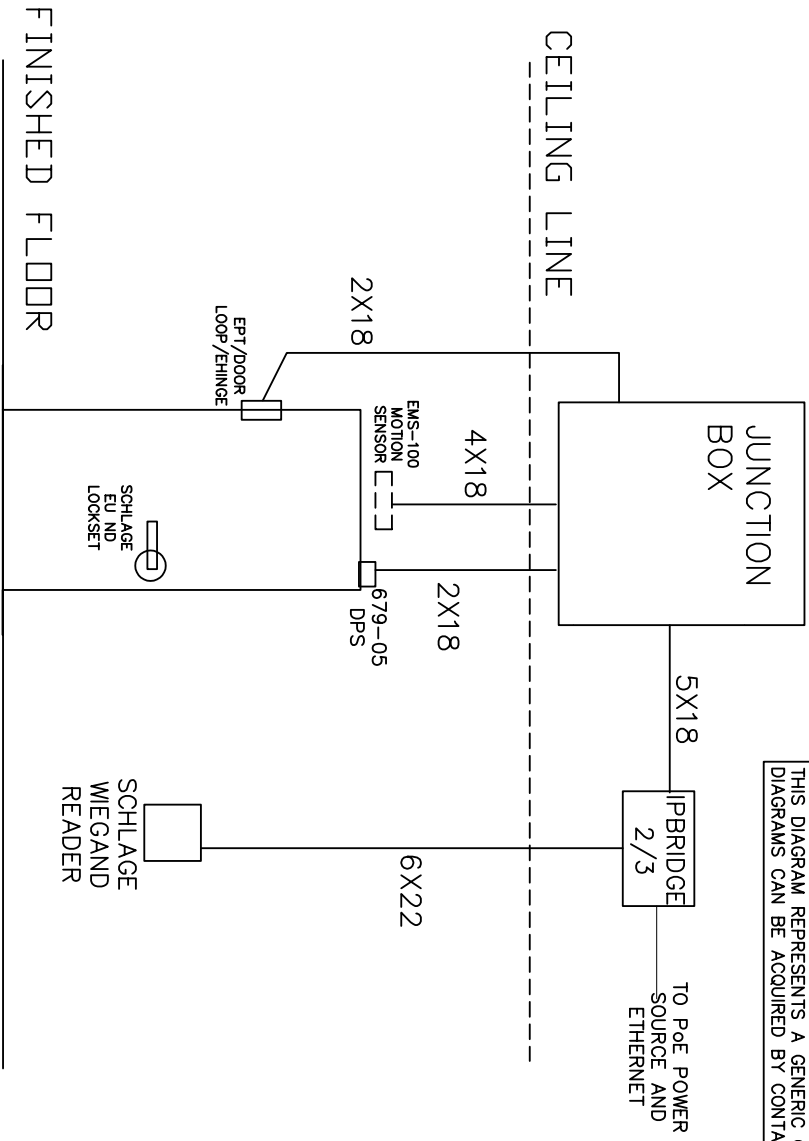 THIS DIAGRAM REPRESENTS A GENERIC
DIAGRAMS CAN BE ACQUIRED BY CONTA
JUNCTION
BOX
5X18
IPBRIDGE
2/3
TO PoE POWER
SOURCE AND
ETHERNET
CEILING LINE
2X18
4X18
2X18
6X22
EMS-100
MOTION
SENSOR
679-05
DPS
EPT/DOOR
LOOP/EHINGE
SCHLAGE
EU ND
LOCKSET
SCHLAGE
WIEGAND
READER
FINISHED FLOOR